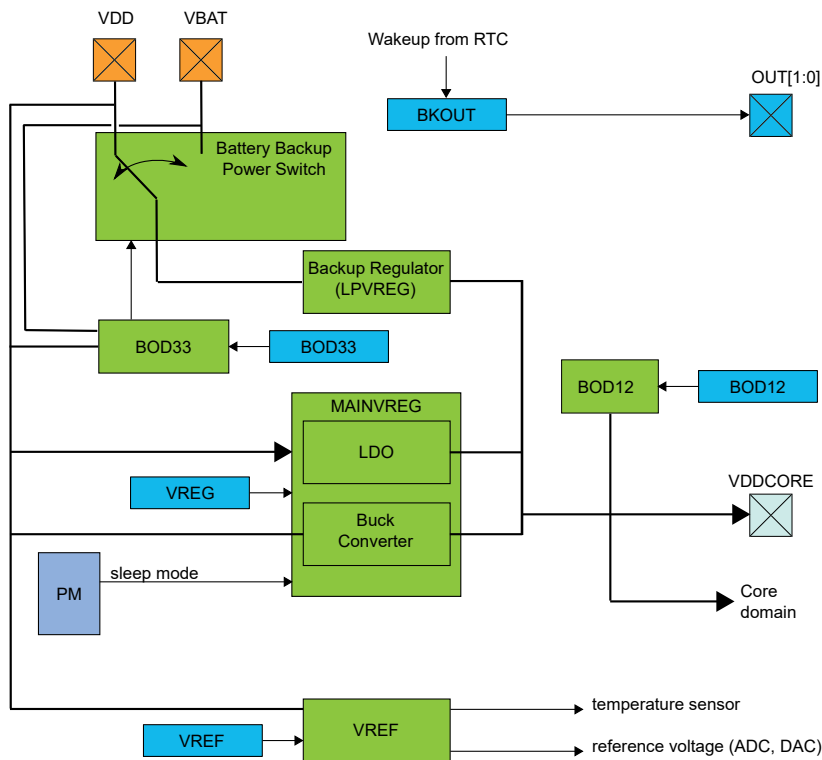 VDD
VBAT
Wakeup from RTC
OUT[1:0]
BKOUT
Battery Backup
Power Switch
Backup Regulator
(LPVREG)
BOD33
BOD33
BOD12
BOD12
MAINVREG
LDO
VREG
VDDCORE
Buck
Converter
sleep mode
PM
Core
domain
temperature sensor
VREF
VREF
reference voltage (ADC, DAC)